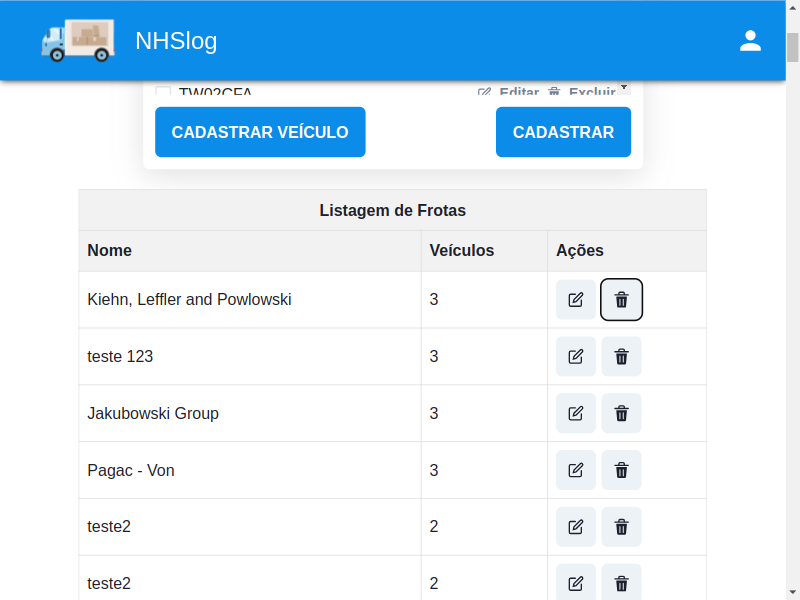 NHSlog
TW02CFA Editar Excluir
CADASTRAR VEÍCULO CADASTRAR
Listagem de Frotas
Nome Veículos Ações
Kiehn, Leffler and Powlowski 3
teste 123 3
Jakubowski Group 3
Pagac - Von 3
teste2 2
teste2 2